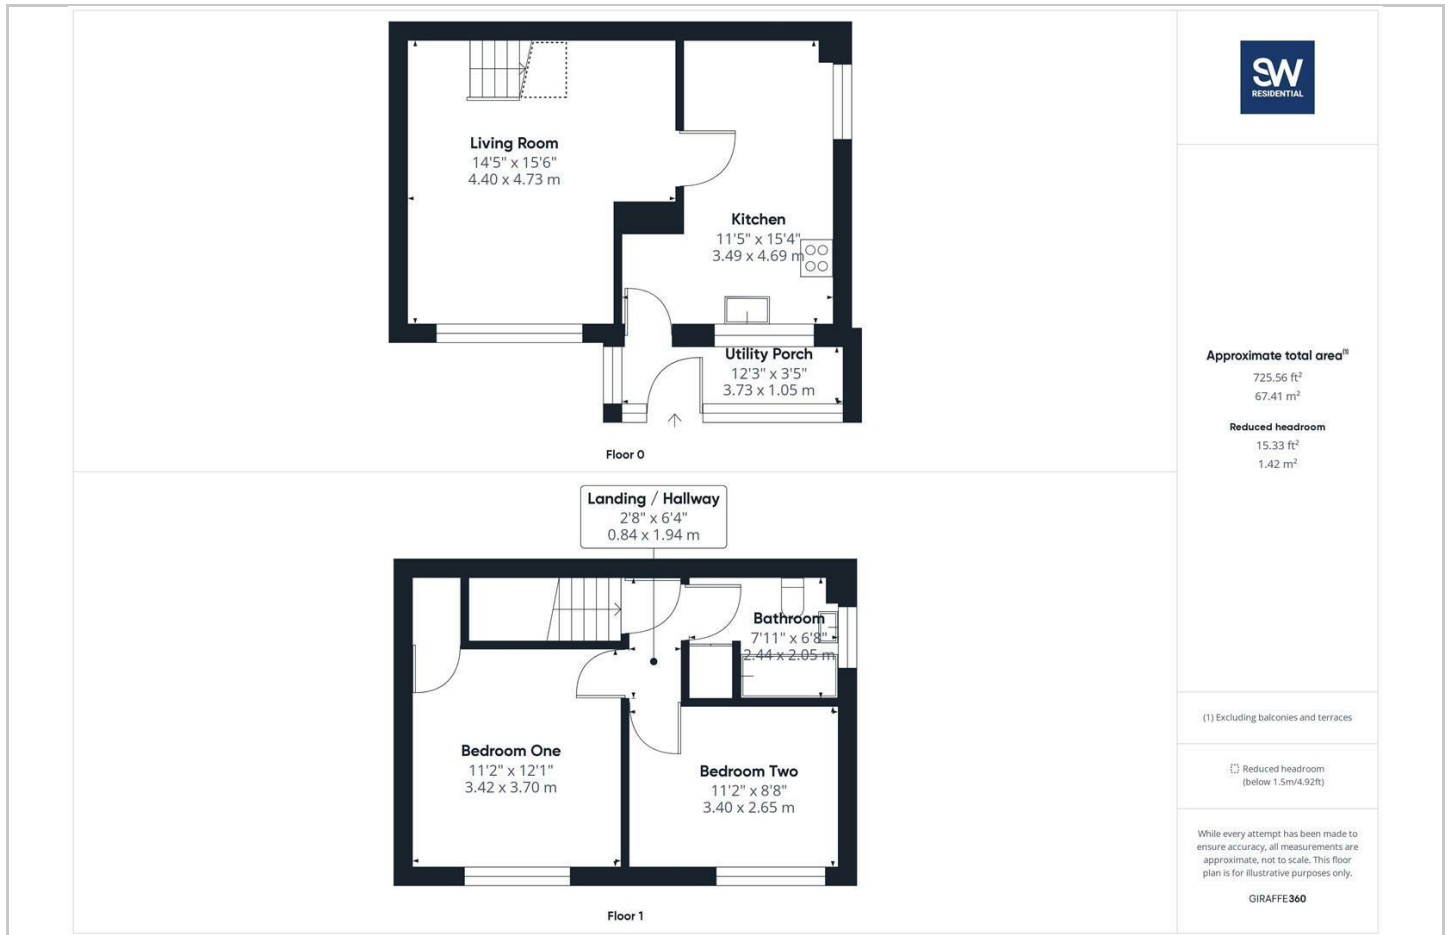 Living Room
14'5" x 15'6"
4.40 x 4.73 m
Kitchen
11'5" x 15'4"
3.49 x 4.69 m
Utility Porch
12'3" x 3'5"
3.73 x 1.05 m
Floor 0
Landing / Hallway
2'8" x 6'4"
0.84 x 1.94 m
Bathroom
7'11" x 6'8"
2.44 x 2.05 m
Bedroom One
11'2" x 12'1"
3.42 x 3.70 m
Bedroom Two
11'2" x 8'8"
3.40 x 2.65 m
Floor 1
SW
RESIDENTIAL
Approximate total area(1)
725.56 ft²
67.41 m²
Reduced headroom
15.33 ft²
1.42 m²
(1) Excluding balconies and terraces
Reduced headroom
(below 1.5m/4.92ft)
While every attempt has been made to
ensure accuracy, all measurements are
approximate, not to scale. This floor
plan is for illustrative purposes only.
GIRAFFE360